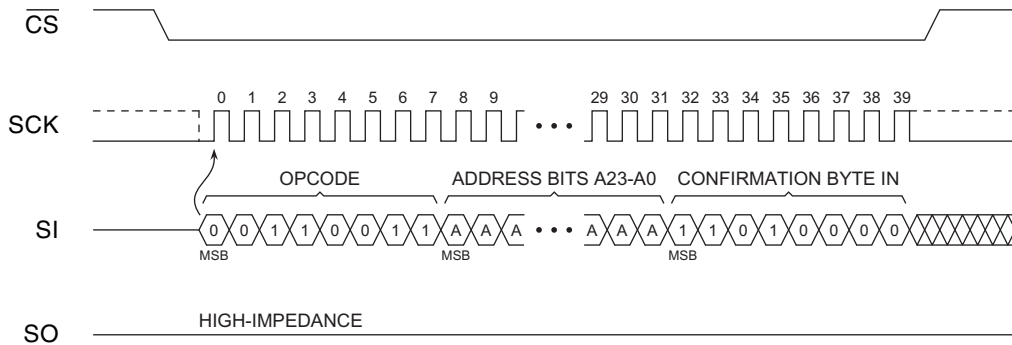 CS
0 1 2 3 4 5 6 7 8 9 29 30 31 32 33 34 35 36 37 38 39
SCK
OPCODE ADDRESS BITS A23-A0 CONFIRMATION BYTE IN
SI 0 0 1 1 0 0 1 1 A A A A A A 1 1 0 1 0 0 0 0
MSB MSB MSB
HIGH-IMPEDANCE
SO